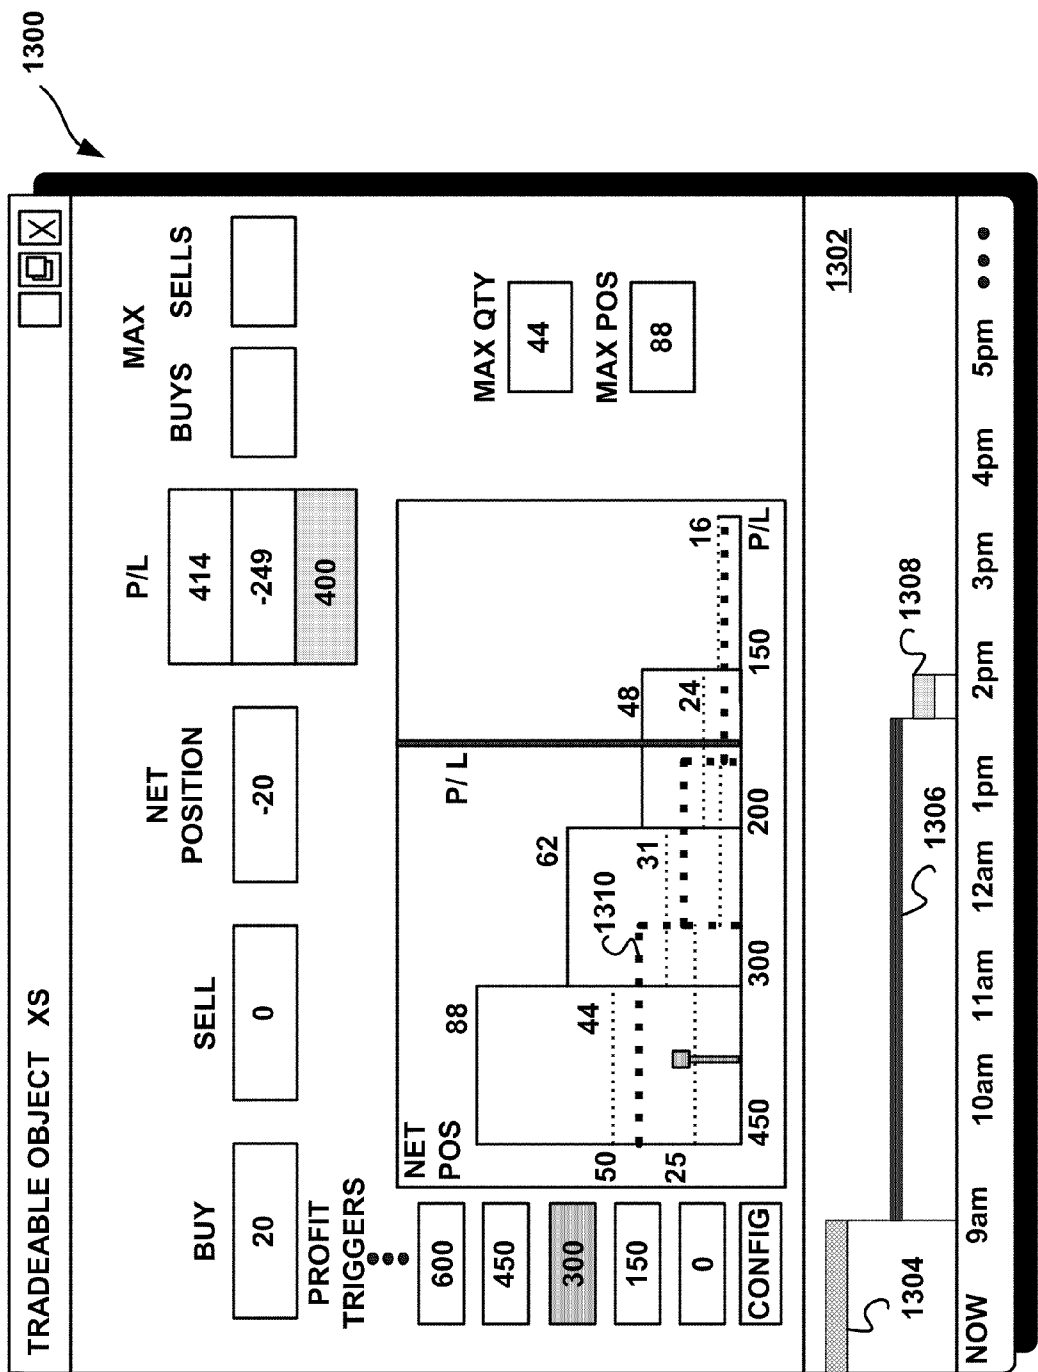 1300
TRADEABLE OBJECT XS
X
BUY SELL NET POSITION P/L MAX
BUYS SELLS
20 0 -20 414
-249
400
PROFIT
TRIGGERS
600
450
300
150
0
CONFIG
NET
POS
88
62
48
50 44
31
25
24
16
1310
P/ L
450 300 200 150 P/L
MAX QTY
44
MAX POS
88
1302
1304
1306
1308
NOW 9am 10am 11am 12am 1pm 2pm 3pm 4pm 5pm